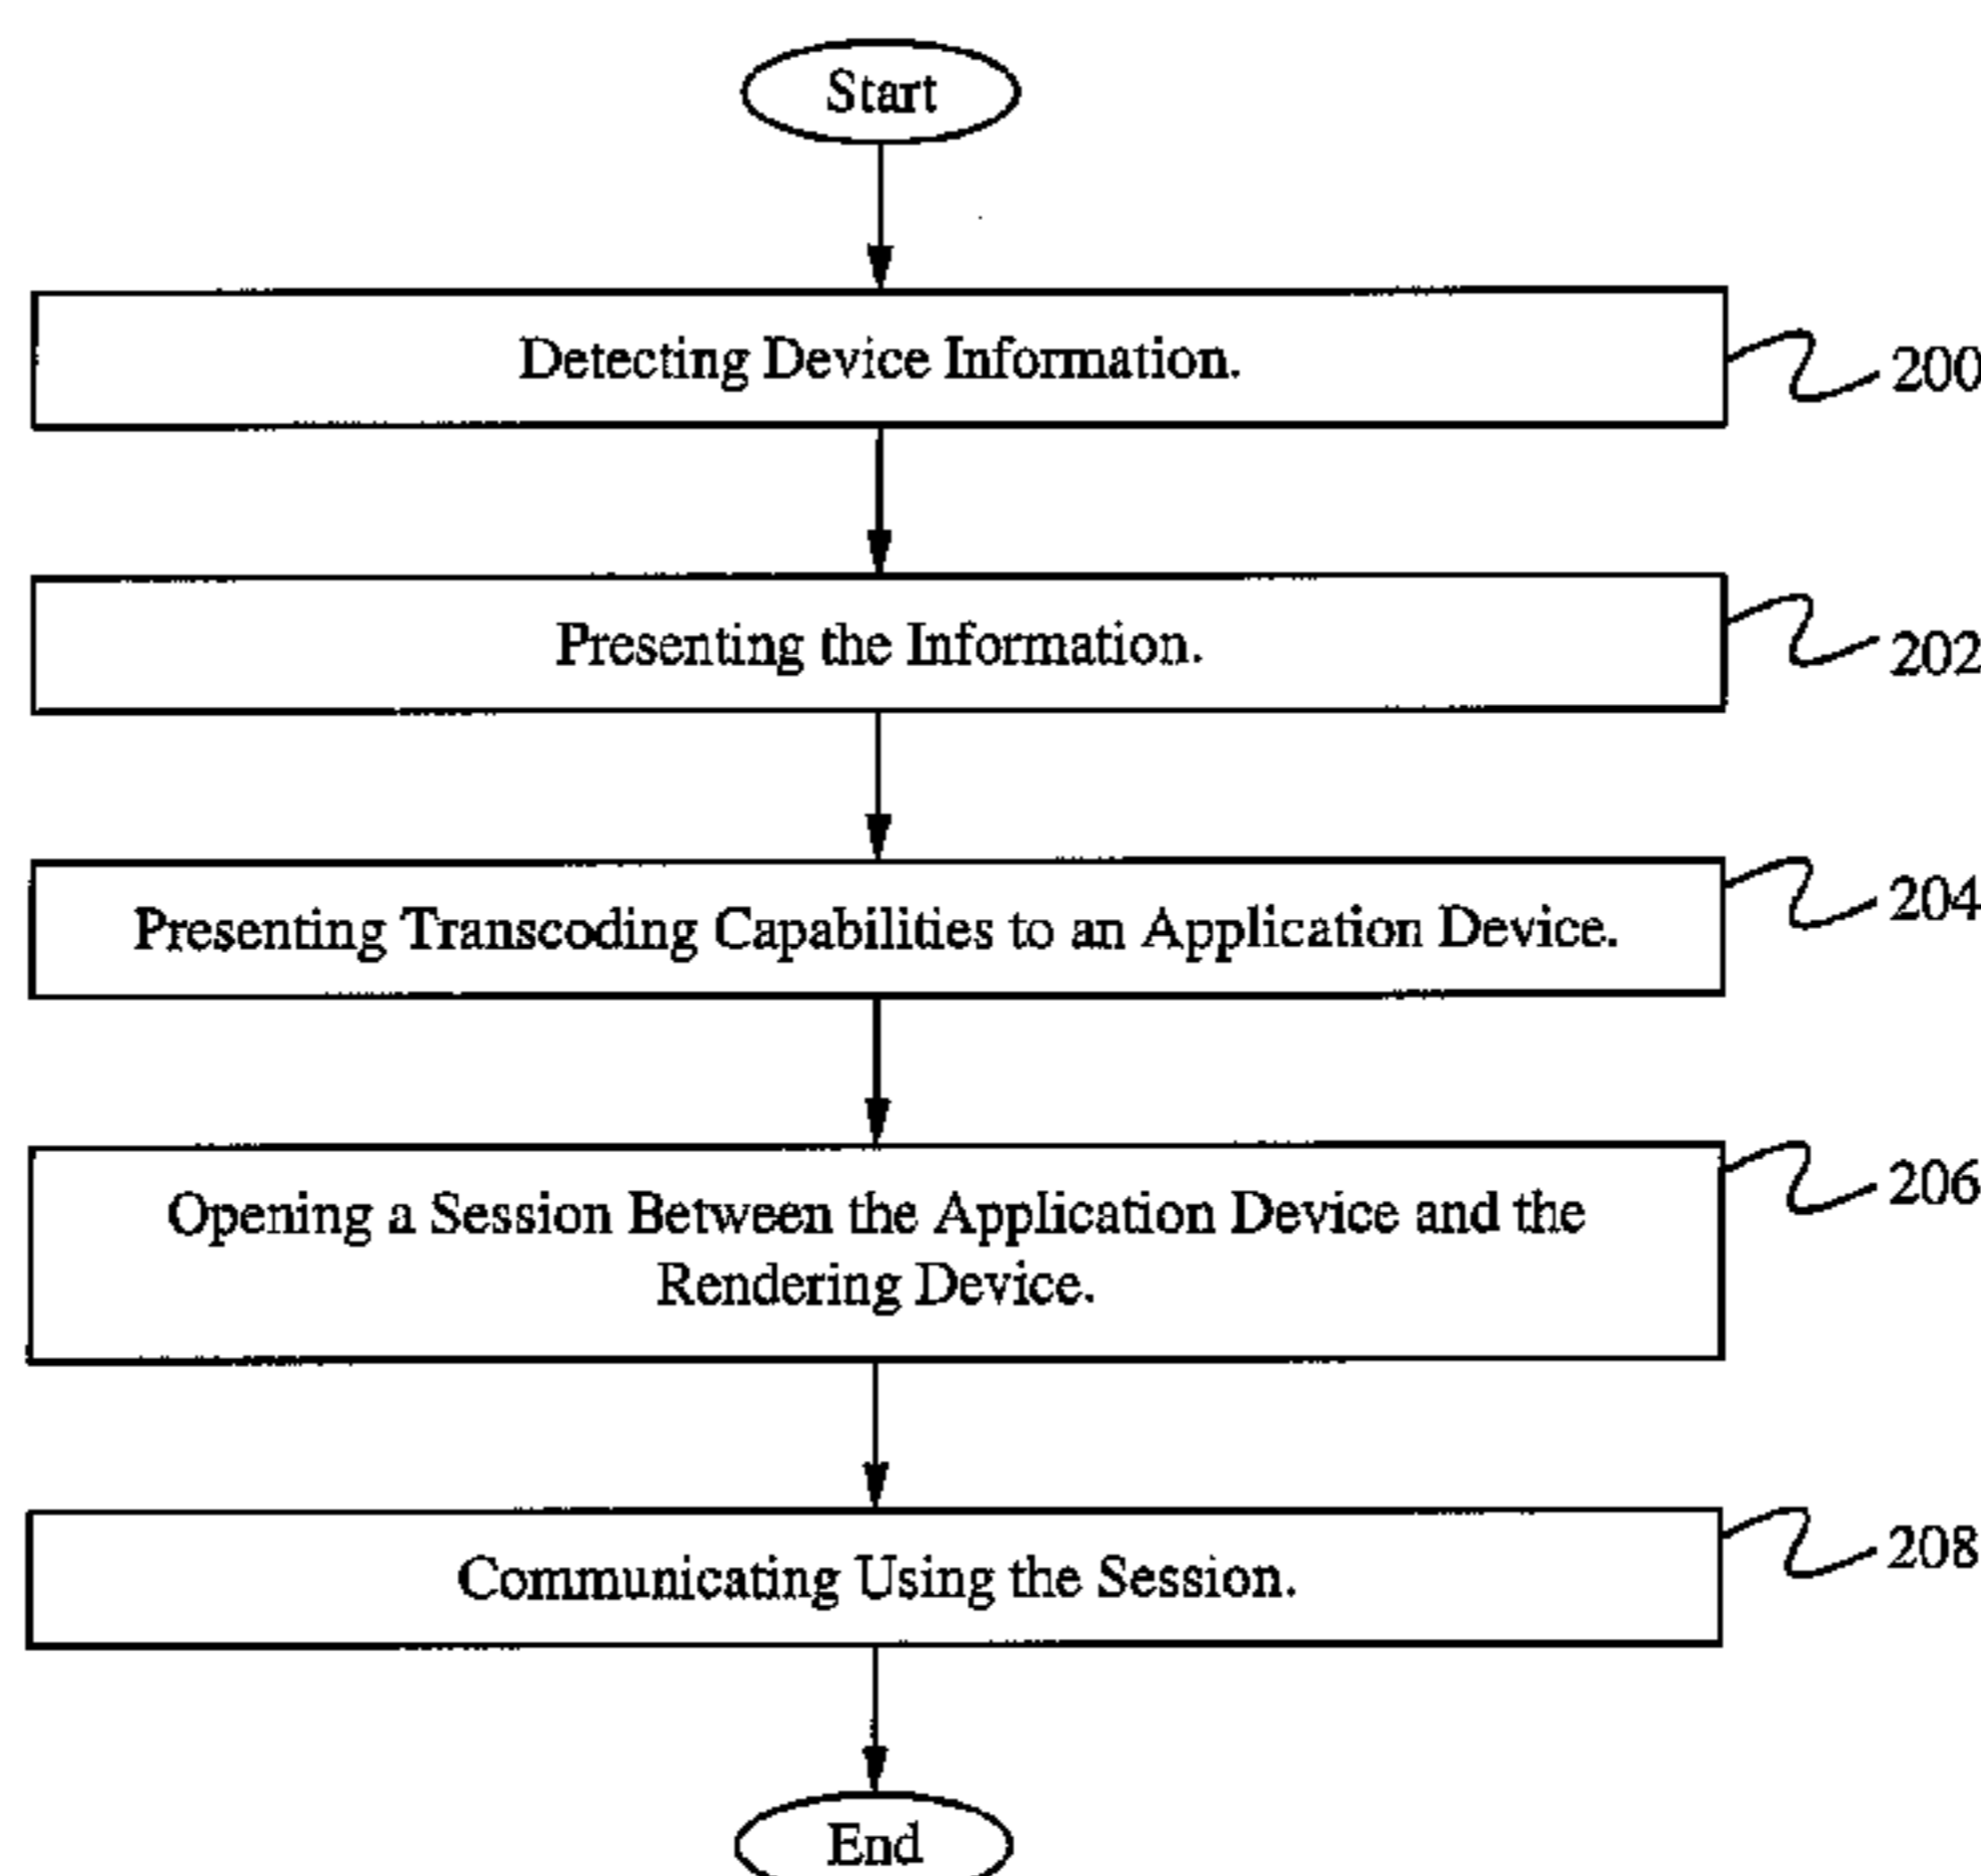 Start
Detecting Device Information.
200
Presenting the Information.
202
Presenting Transcoding Capabilities to an Application Device.
204
Opening a Session Between the Application Device and the
Rendering Device.
206
Communicating Using the Session.
208
End